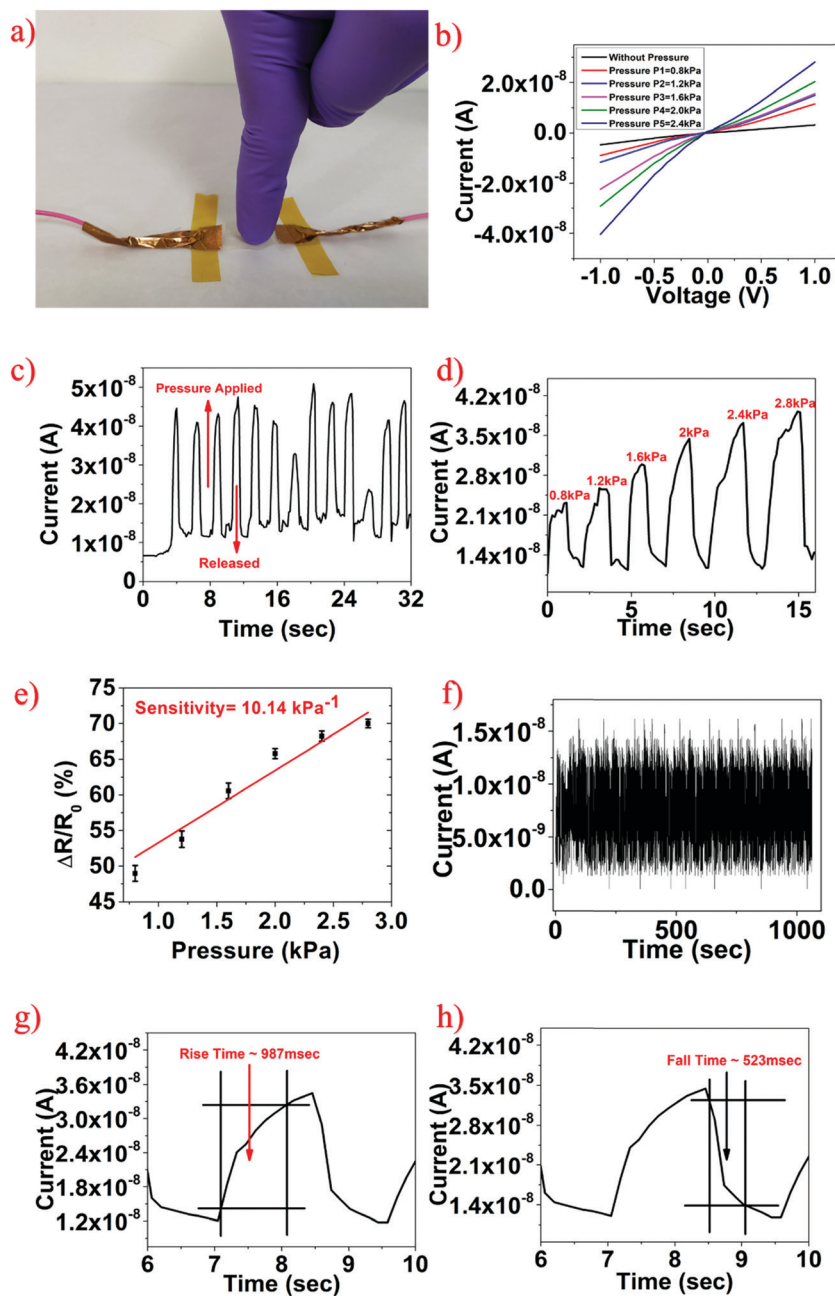 a)
b)
Without Pressure
Pressure P1=0.8kPa
Pressure P2=1.2kPa
Pressure P3=1.6kPa
Pressure P4=2.0kPa
Pressure P5=2.4kPa
2.0x10⁻⁸
0.0
-2.0x10⁻⁸
-4.0x10⁻⁸
Current (A)
-1.0 -0.5 0.0 0.5 1.0
Voltage (V)
c)
Pressure Applied
Released
5x10⁻⁸
4x10⁻⁸
3x10⁻⁸
2x10⁻⁸
1x10⁻⁸
0
Current (A)
0 8 16 24 32
Time (sec)
d)
4.2x10⁻⁸
3.5x10⁻⁸
2.8x10⁻⁸
2.1x10⁻⁸
1.4x10⁻⁸
Current (A)
0.8kPa
1.2kPa
1.6kPa
2kPa
2.4kPa
2.8kPa
0 5 10 15
Time (sec)
e)
Sensitivity= 10.14 kPa⁻¹
75
70
65
60
55
50
45
ΔR/R₀ (%)
1.0 1.5 2.0 2.5 3.0
Pressure (kPa)
f)
1.5x10⁻⁸
1.0x10⁻⁸
5.0x10⁻⁹
0.0
Current (A)
0 500 1000
Time (sec)
g)
Rise Time ~ 987msec
4.2x10⁻⁸
3.6x10⁻⁸
3.0x10⁻⁸
2.4x10⁻⁸
1.8x10⁻⁸
1.2x10⁻⁸
Current (A)
6 7 8 9 10
Time (sec)
h)
Fall Time ~ 523msec
4.2x10⁻⁸
3.5x10⁻⁸
2.8x10⁻⁸
2.1x10⁻⁸
1.4x10⁻⁸
Current (A)
6 7 8 9 10
Time (sec)